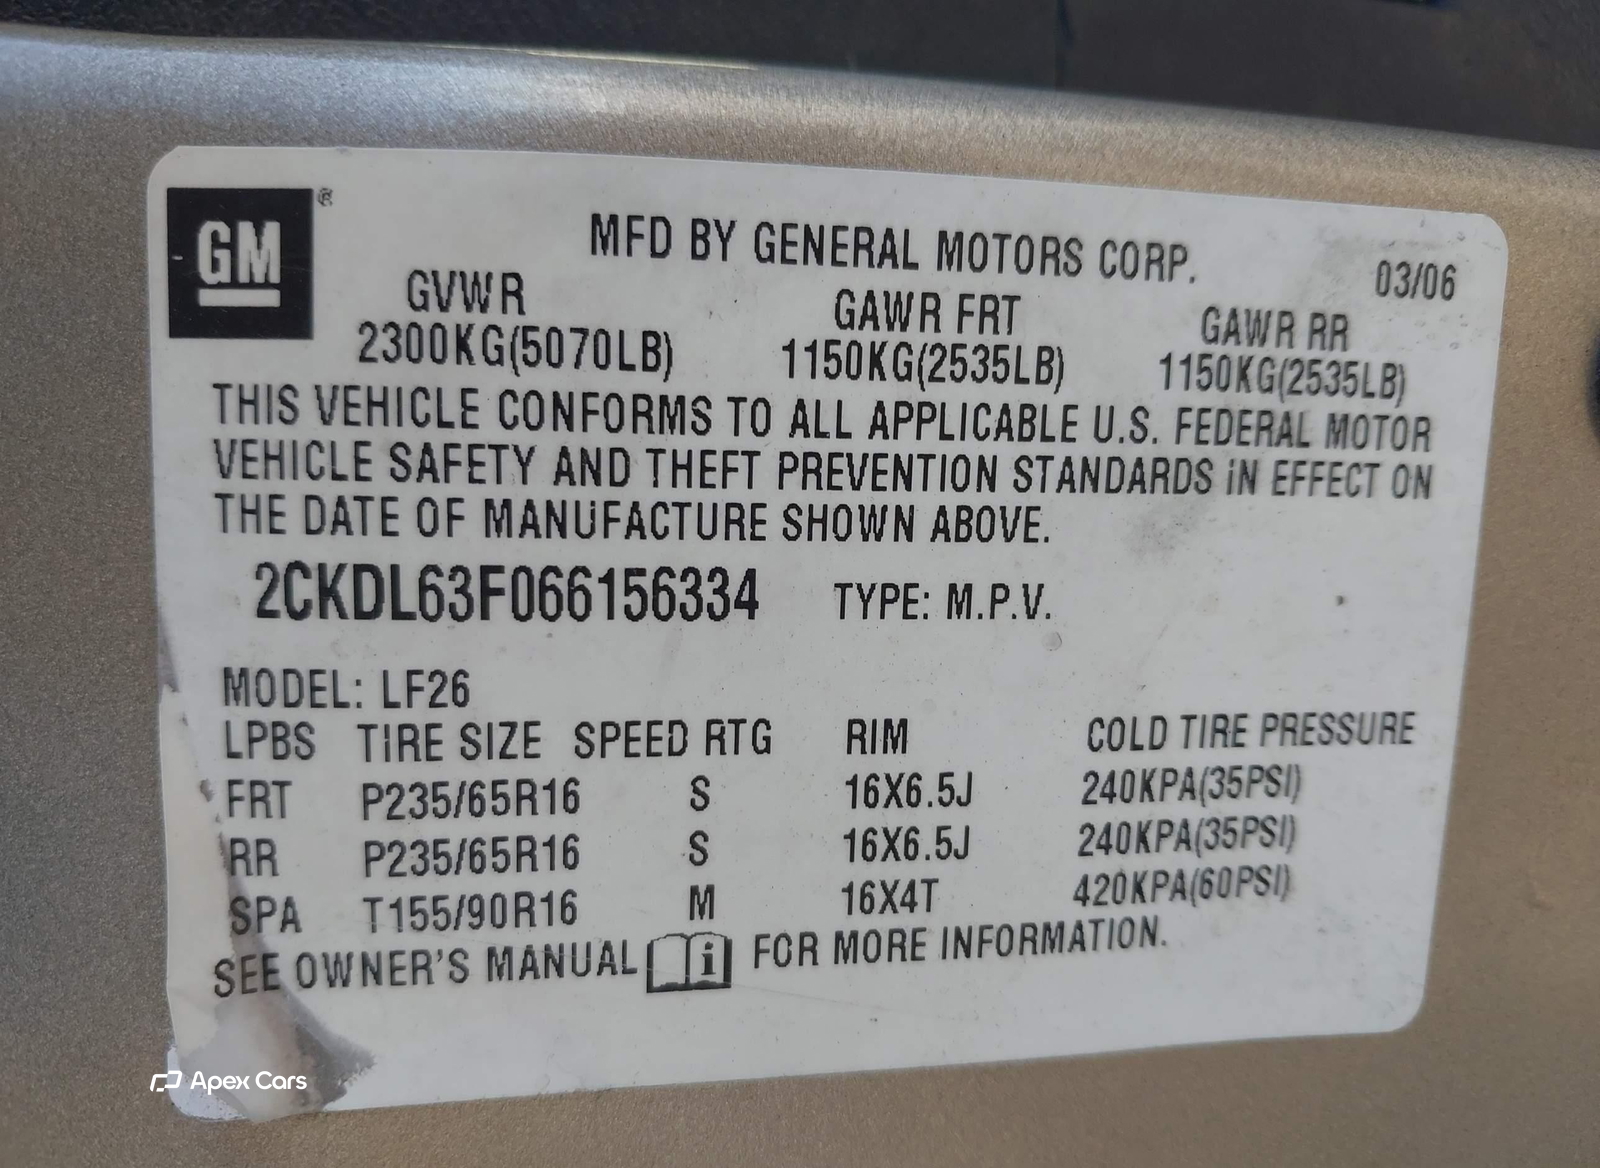 GM ®
MFD BY GENERAL MOTORS CORP.
03/06
GVWR GAWR FRT GAWR RR
2300KG(5070LB) 1150KG(2535LB) 1150KG(2535LB)
THIS VEHICLE CONFORMS TO ALL APPLICABLE U.S. FEDERAL MOTOR
VEHICLE SAFETY AND THEFT PREVENTION STANDARDS IN EFFECT ON
THE DATE OF MANUFACTURE SHOWN ABOVE.
2CKDL63F066156334 TYPE: M.P.V.
MODEL: LF26
LPBS TIRE SIZE SPEED RTG RIM COLD TIRE PRESSURE
FRT P235/65R16 S 16X6.5J 240KPA(35PSI)
RR P235/65R16 S 16X6.5J 240KPA(35PSI)
SPA T155/90R16 M 16X4T 420KPA(60PSI)
SEE OWNER'S MANUAL i FOR MORE INFORMATION.
Apex Cars